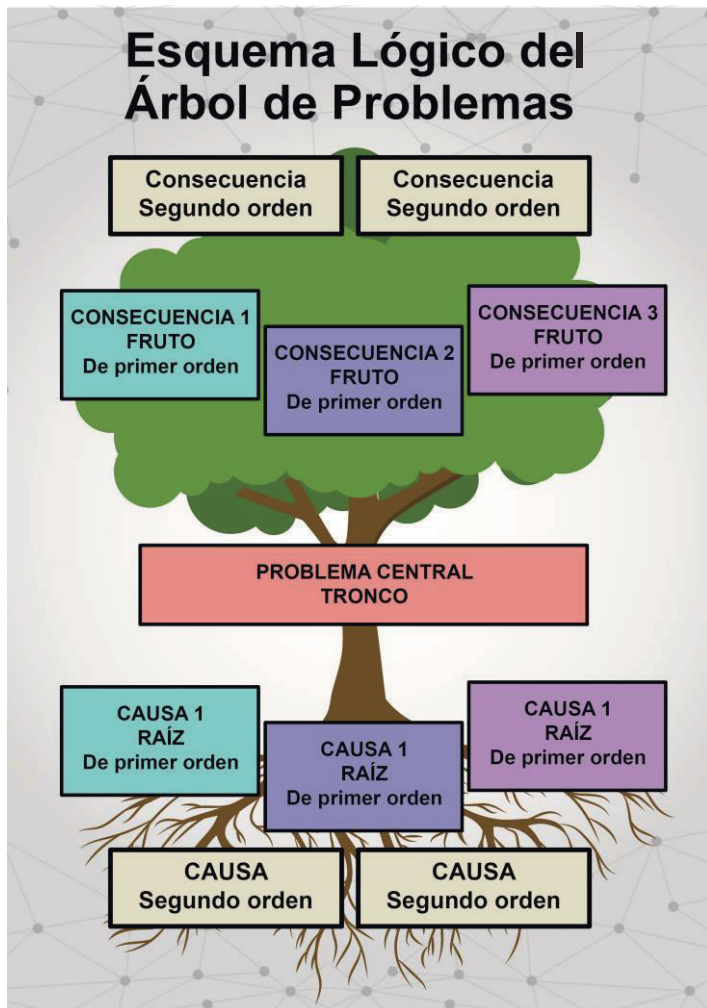 Esquema Lógico del
Árbol de Problemas
Consecuencia
Segundo orden
Consecuencia
Segundo orden
CONSECUENCIA 1
FRUTO
De primer orden
CONSECUENCIA 2
FRUTO
De primer orden
CONSECUENCIA 3
FRUTO
De primer orden
PROBLEMA CENTRAL
TRONCO
CAUSA 1
RAÍZ
De primer orden
CAUSA 1
RAÍZ
De primer orden
CAUSA 1
RAÍZ
De primer orden
CAUSA
Segundo orden
CAUSA
Segundo orden